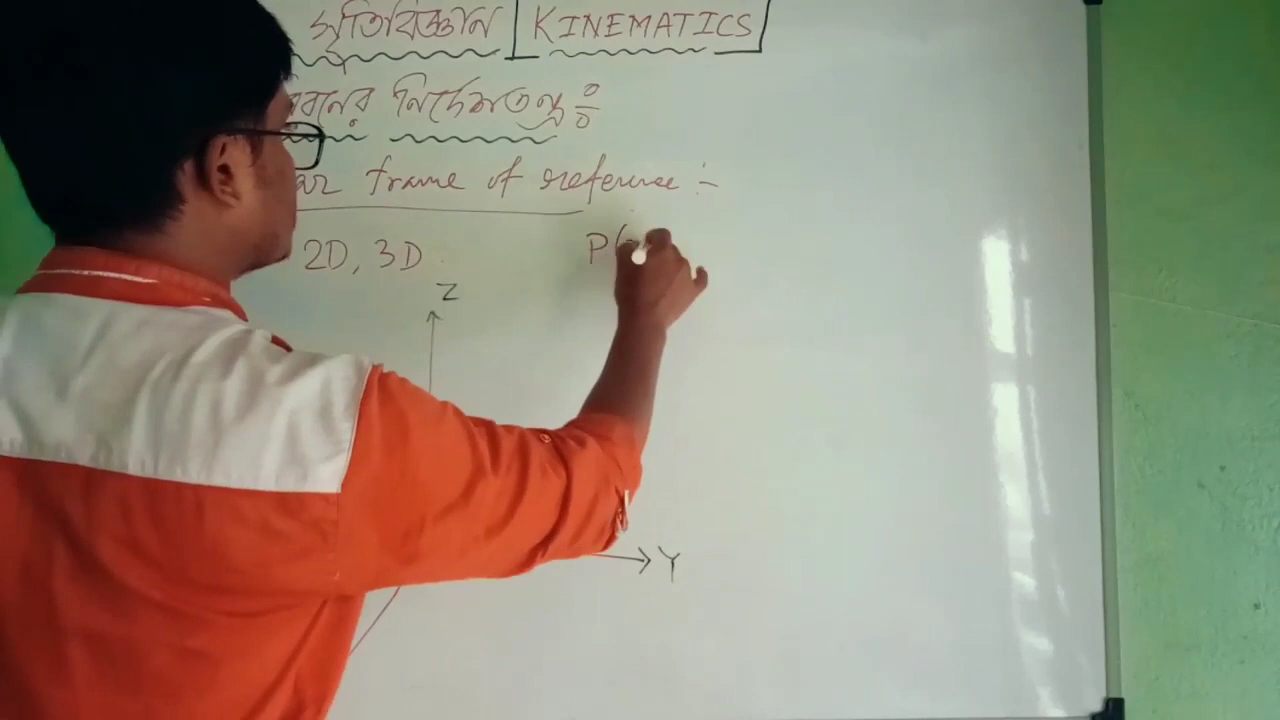 গতিবিজ্ঞান | KINEMATICS
নির্দেশতন্ত্র ঃ
frame of reference :-
2D, 3D
P(
Z
Y